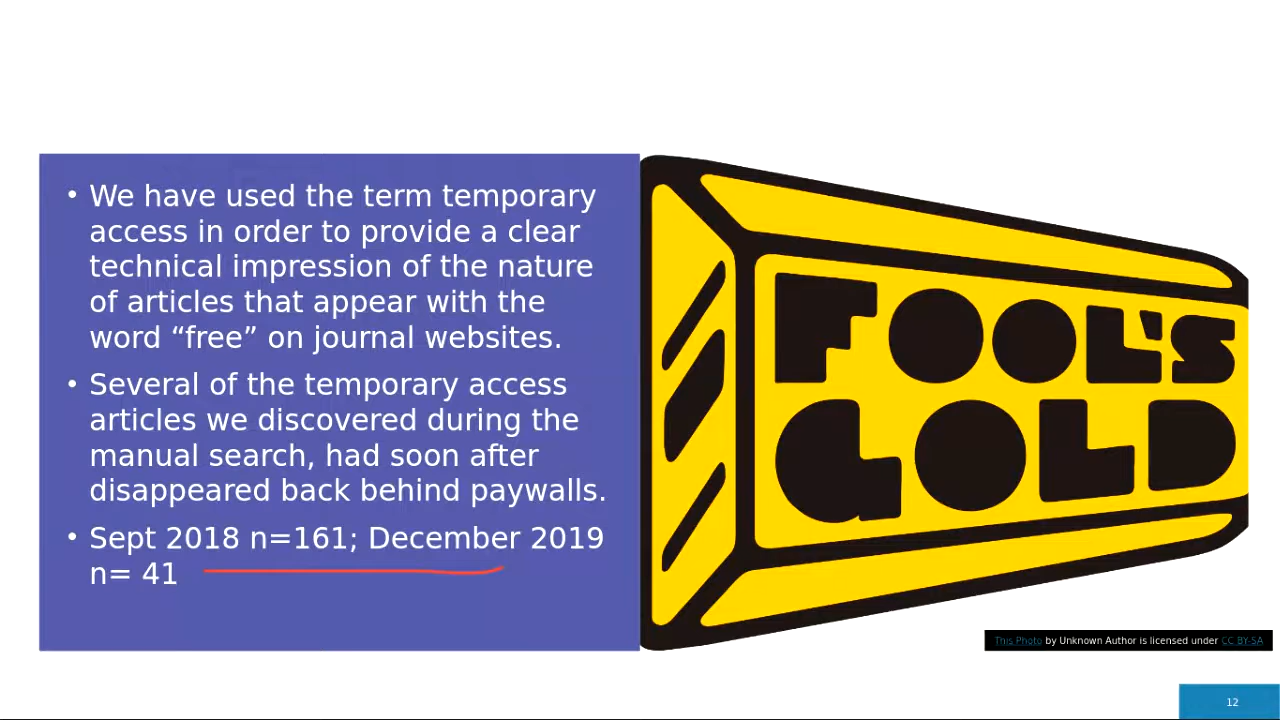 • We have used the term temporary
access in order to provide a clear
technical impression of the nature
of articles that appear with the
word “free” on journal websites.
• Several of the temporary access
articles we discovered during the
manual search, had soon after
disappeared back behind paywalls.
• Sept 2018 n=161; December 2019
n= 41
FOOL'S
GOLD
This Photo by Unknown Author is licensed under CC BY-SA
12